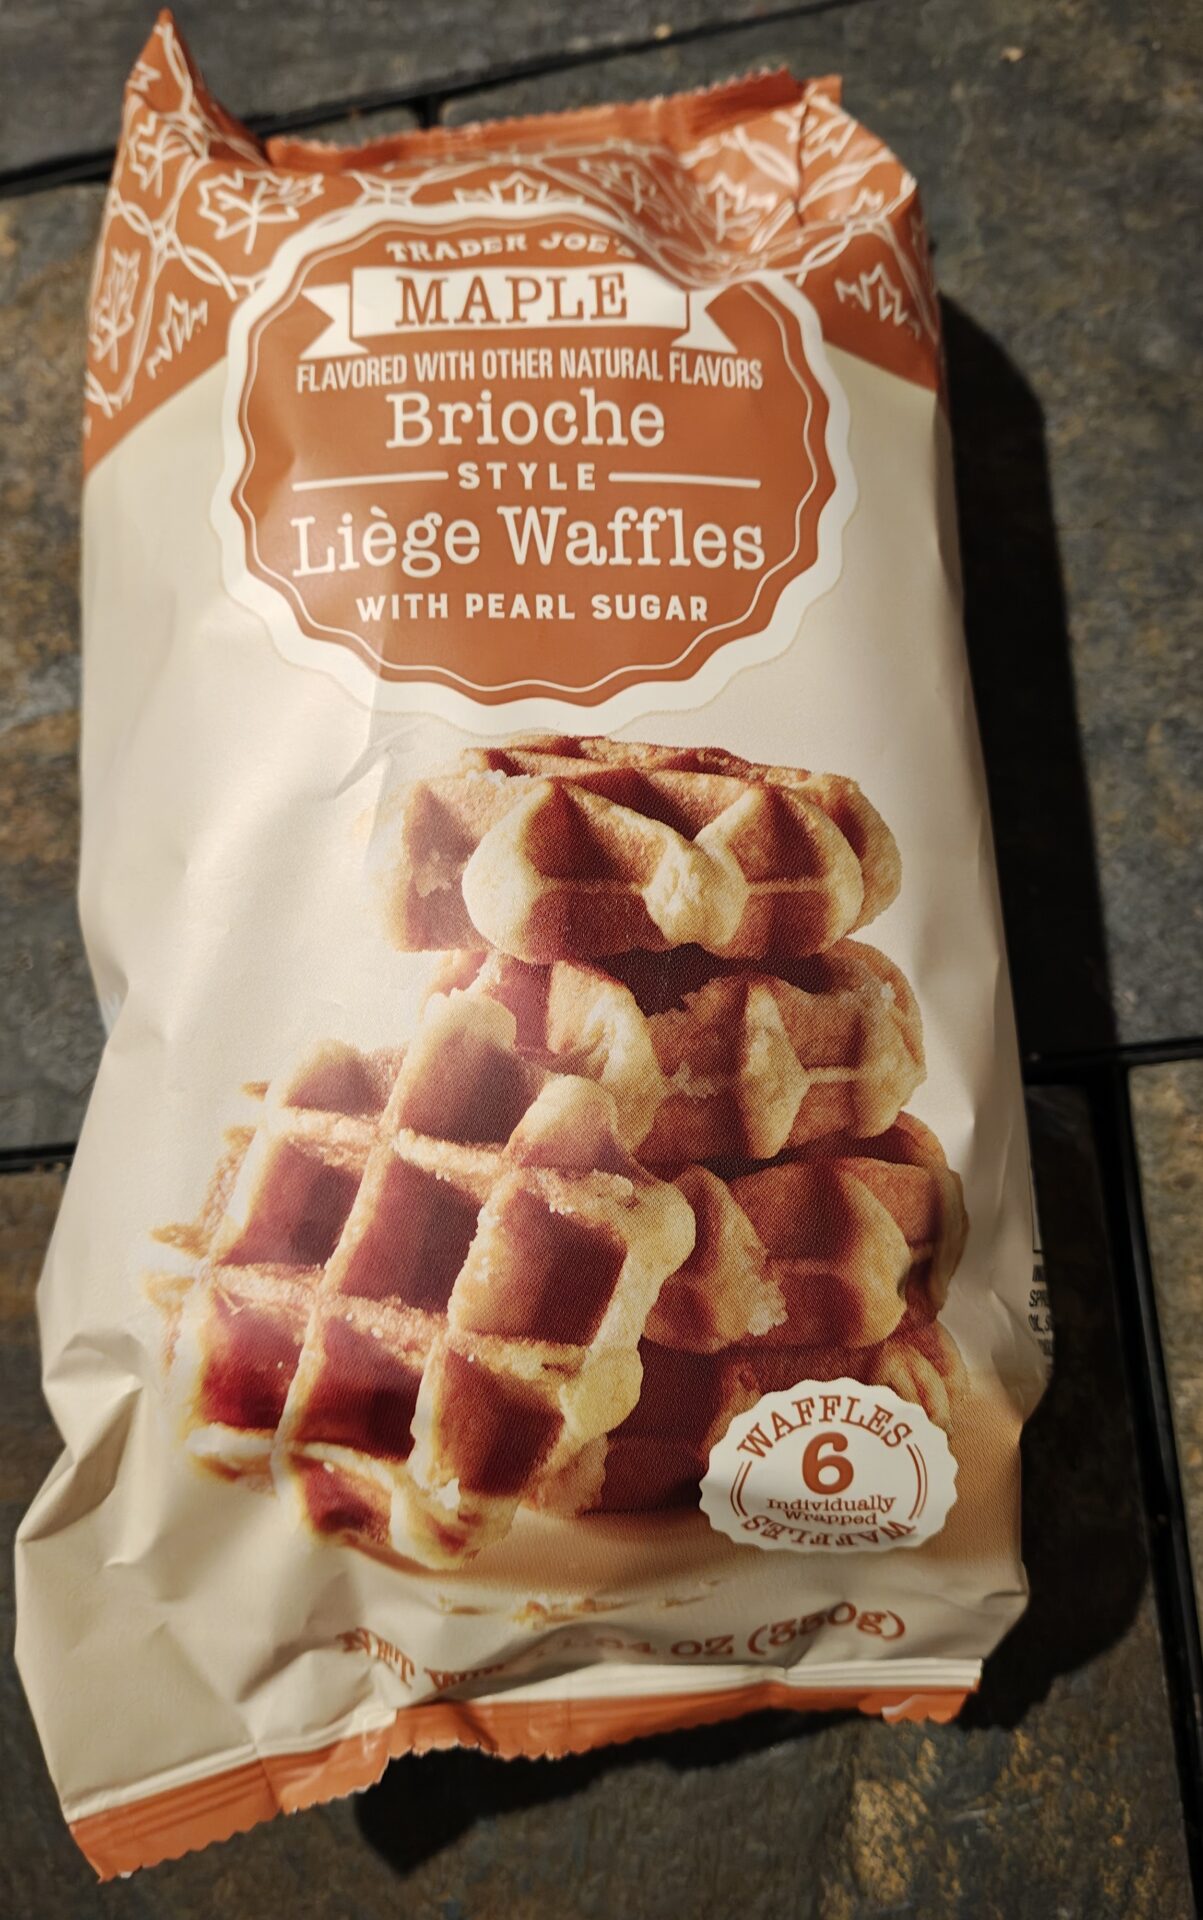 TRADER JOE'S
MAPLE
FLAVORED WITH OTHER NATURAL FLAVORS
Brioche
STYLE
Liège Waffles
WITH PEARL SUGAR
WAFFLES
6
Individually
Wrapped
WAFFLES
NET OZ (350g)